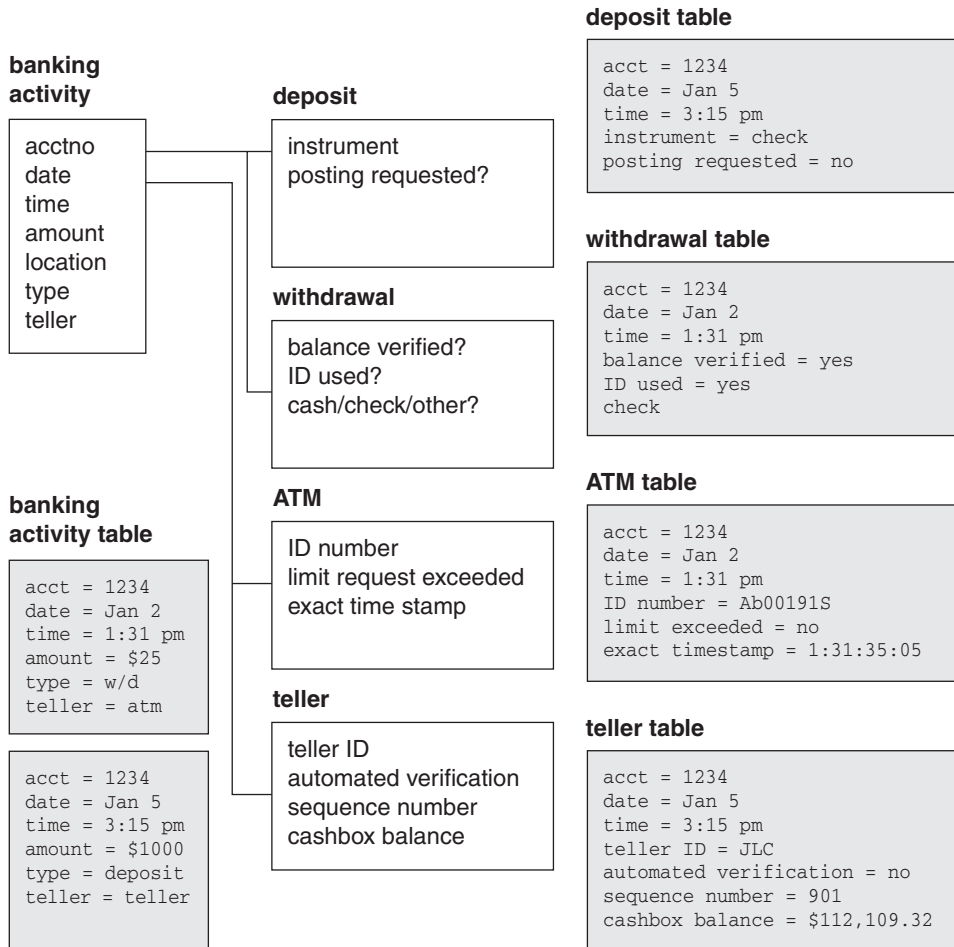 banking
activity
acctno
date
time
amount
location
type
teller
deposit
instrument
posting requested?
withdrawal
balance verified?
ID used?
cash/check/other?
ATM
ID number
limit request exceeded
exact time stamp
teller
teller ID
automated verification
sequence number
cashbox balance
banking
activity table
acct = 1234
date = Jan 2
time = 1:31 pm
amount = $25
type = w/d
teller = atm
acct = 1234
date = Jan 5
time = 3:15 pm
amount = $1000
type = deposit
teller = teller
deposit table
acct = 1234
date = Jan 5
time = 3:15 pm
instrument = check
posting requested = no
withdrawal table
acct = 1234
date = Jan 2
time = 1:31 pm
balance verified = yes
ID used = yes
check
ATM table
acct = 1234
date = Jan 2
time = 1:31 pm
ID number = Ab00191S
limit exceeded = no
exact timestamp = 1:31:35:05
teller table
acct = 1234
date = Jan 5
time = 3:15 pm
teller ID = JLC
automated verification = no
sequence number = 901
cashbox balance = $112,109.32